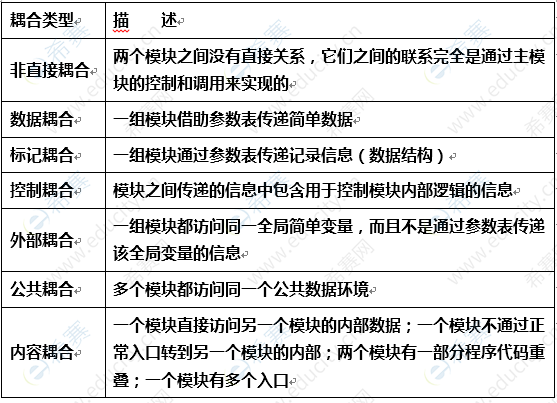 耦合类型 描 述
非直接耦合 两个模块之间没有直接关系，它们之间的联系完全是通过主模
块的控制和调用来实现的
数据耦合 一组模块借助参数表传递简单数据
标记耦合 一组模块通过参数表传递记录信息（数据结构）
控制耦合 模块之间传递的信息中包含用于控制模块内部逻辑的信息
外部耦合 一组模块都访问同一全局简单变量，而且不是通过参数表传递
该全局变量的信息
公共耦合 多个模块都访问同一个公共数据环境
内容耦合 一个模块直接访问另一个模块的内部数据；一个模块不通过正
常入口转到另一个模块的内部；两个模块有一部分程序代码重
叠；一个模块有多个入口